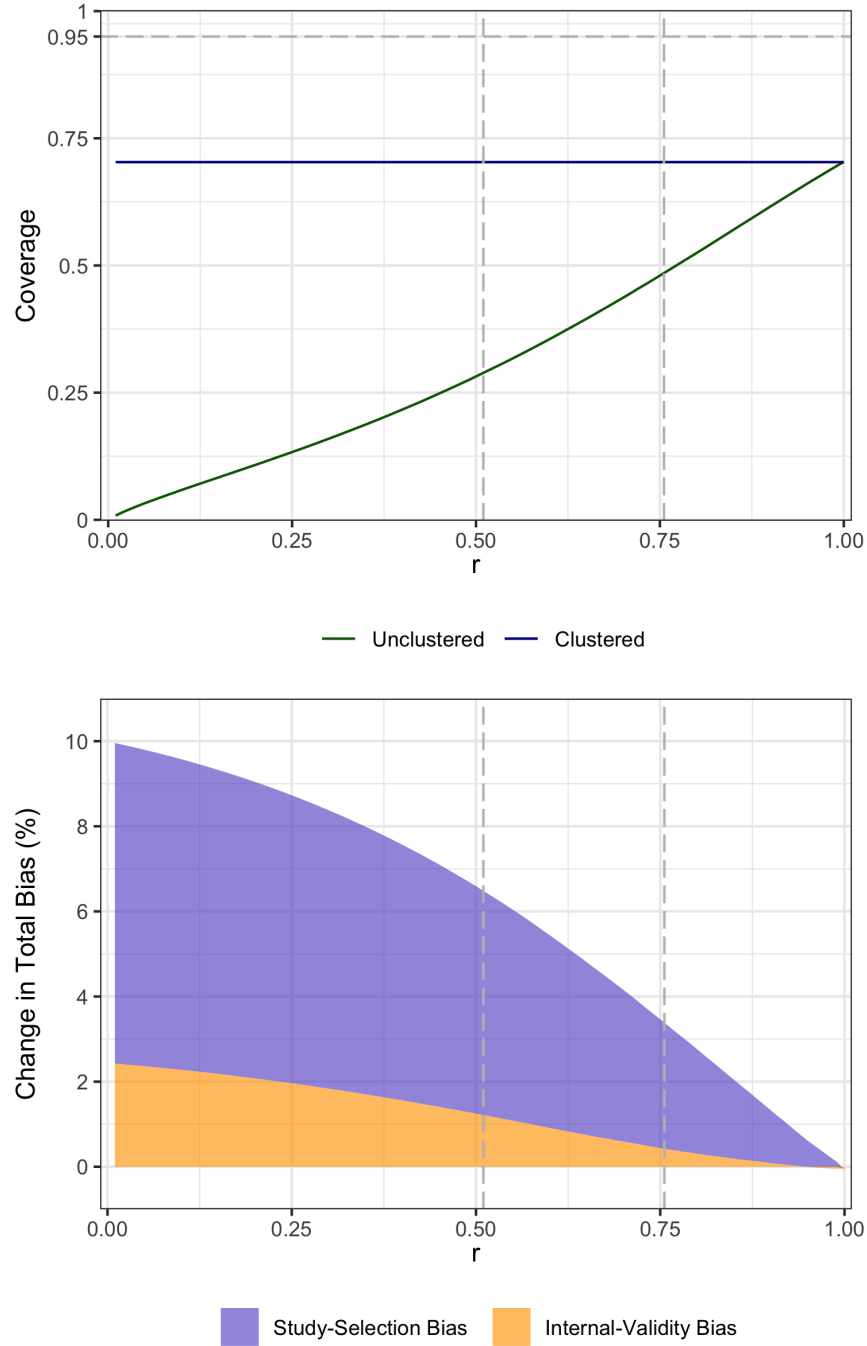 1
0.95
0.75
0.5
0.25
0
Coverage
0.00 0.25 0.50 0.75 1.00
r
Unclustered Clustered
10
8
6
4
2
0
Change in Total Bias (%)
0.00 0.25 0.50 0.75 1.00
r
Study-Selection Bias Internal-Validity Bias